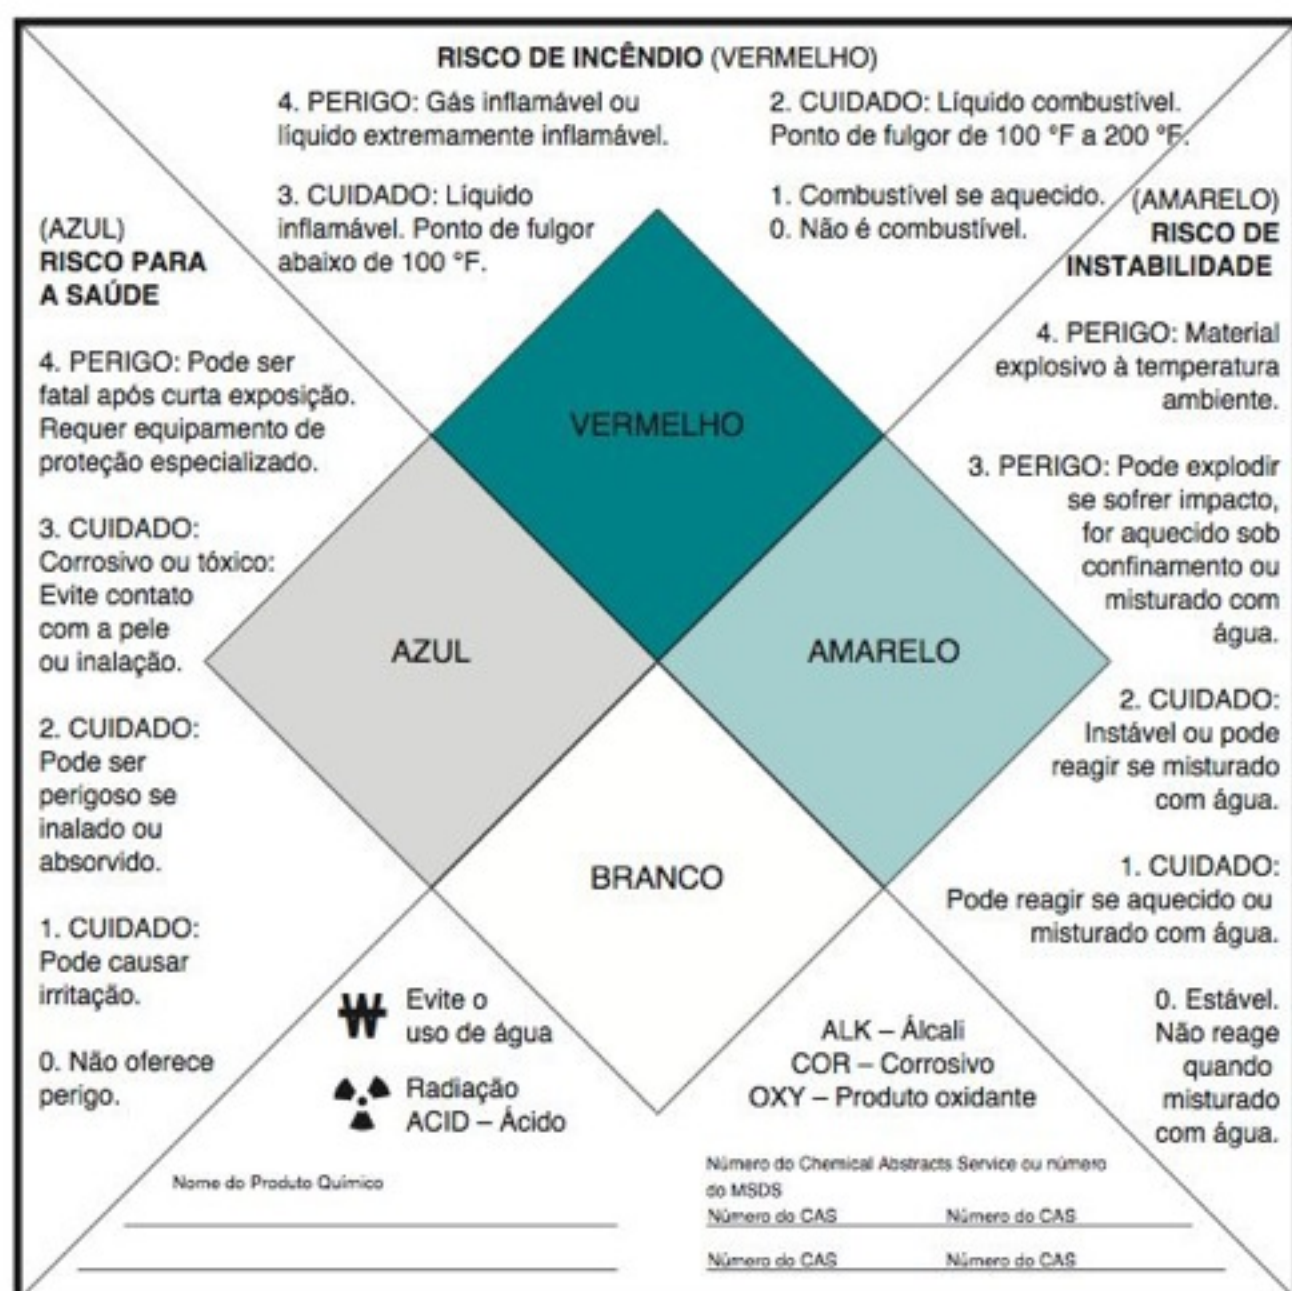 RISCO DE INCÊNDIO (VERMELHO)
4. PERIGO: Gás inflamável ou
líquido extremamente inflamável.
3. CUIDADO: Líquido
inflamável. Ponto de fulgor
abaixo de 100 °F.
2. CUIDADO: Líquido combustível.
Ponto de fulgor de 100 °F a 200 °F.
1. Combustível se aquecido.
0. Não é combustível.
(AZUL)
RISCO PARA
A SAÚDE
4. PERIGO: Pode ser
fatal após curta exposição.
Requer equipamento de
proteção especializado.
3. CUIDADO:
Corrosivo ou tóxico:
Evite contato
com a pele
ou inalação.
2. CUIDADO:
Pode ser
perigoso se
inalado ou
absorvido.
1. CUIDADO:
Pode causar
irritação.
0. Não oferece
perigo.
VERMELHO
AZUL
AMARELO
BRANCO
(AMARELO)
RISCO DE
INSTABILIDADE
4. PERIGO: Material
explosivo à temperatura
ambiente.
3. PERIGO: Pode explodir
se sofrer impacto,
for aquecido sob
confinamento ou
misturado com
água.
2. CUIDADO:
Instável ou pode
reagir se misturado
com água.
1. CUIDADO:
Pode reagir se aquecido ou
misturado com água.
0. Estável.
Não reage
quando
misturado
com água.
W Evite o
uso de água
Radiação
ACID – Ácido
ALK – Álcali
COR – Corrosivo
OXY – Produto oxidante
Nome do Produto Químico
Número do Chemical Abstracts Service ou número
do MSDS
Número do CAS Número do CAS
Número do CAS Número do CAS